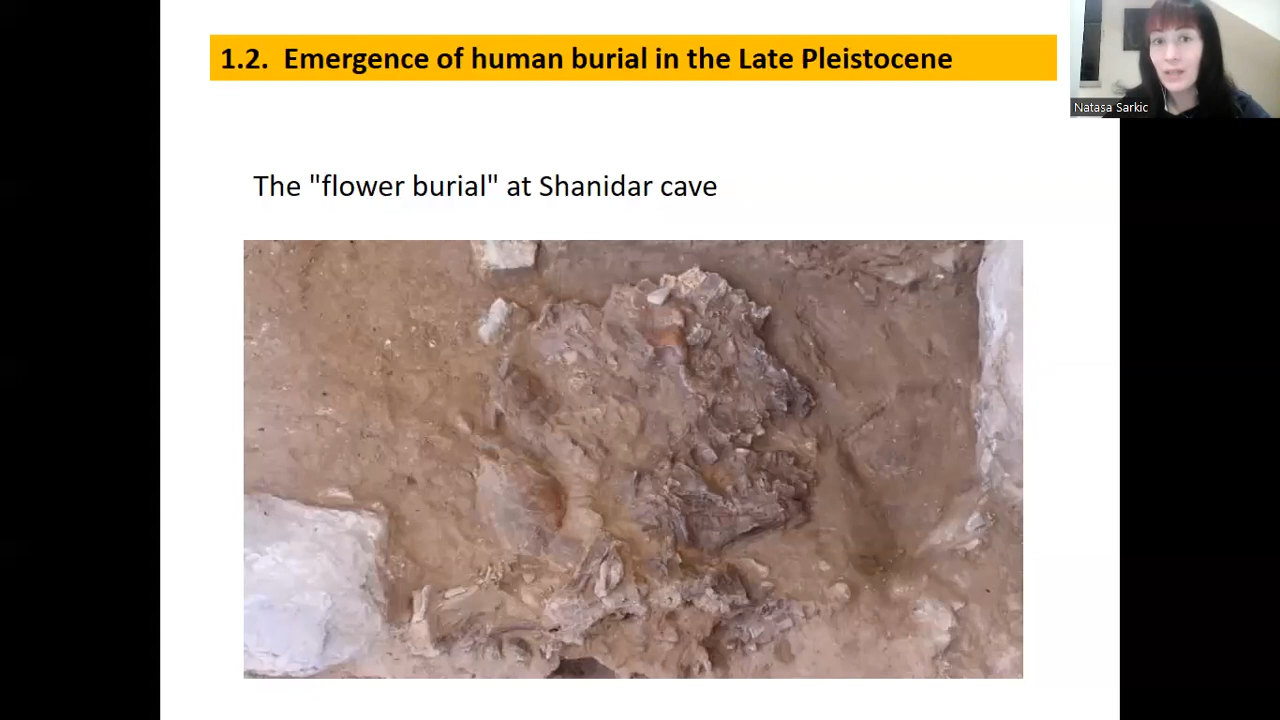 1.2. Emergence of human burial in the Late Pleistocene
Natasa Sarkic
The "flower burial" at Shanidar cave